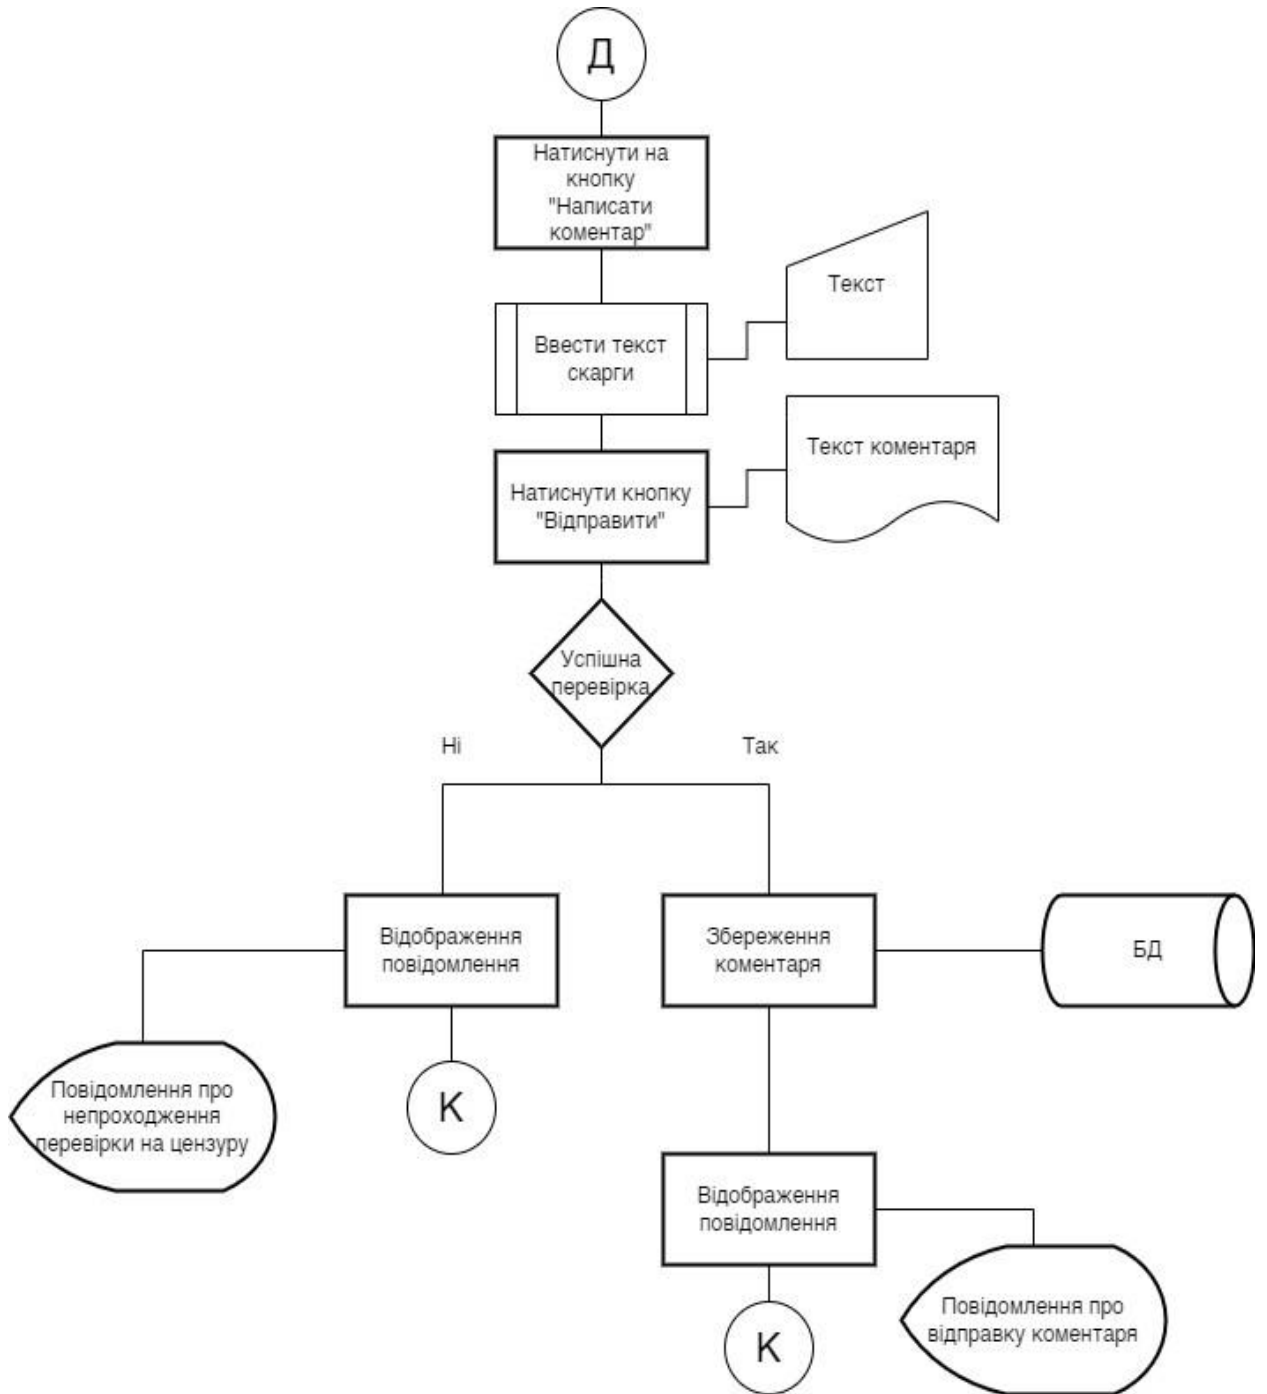 Д
Натиснути на
кнопку
"Написати
коментар"
Текст
Ввести текст
скарги
Текст коментаря
Натиснути кнопку
"Відправити"
Успішна
перевірка
Ні
Так
Відображення
повідомлення
Збереження
коментаря
БД
Повідомлення про
непроходження
перевірки на цензуру
К
Відображення
повідомлення
Повідомлення про
відправку коментаря
К